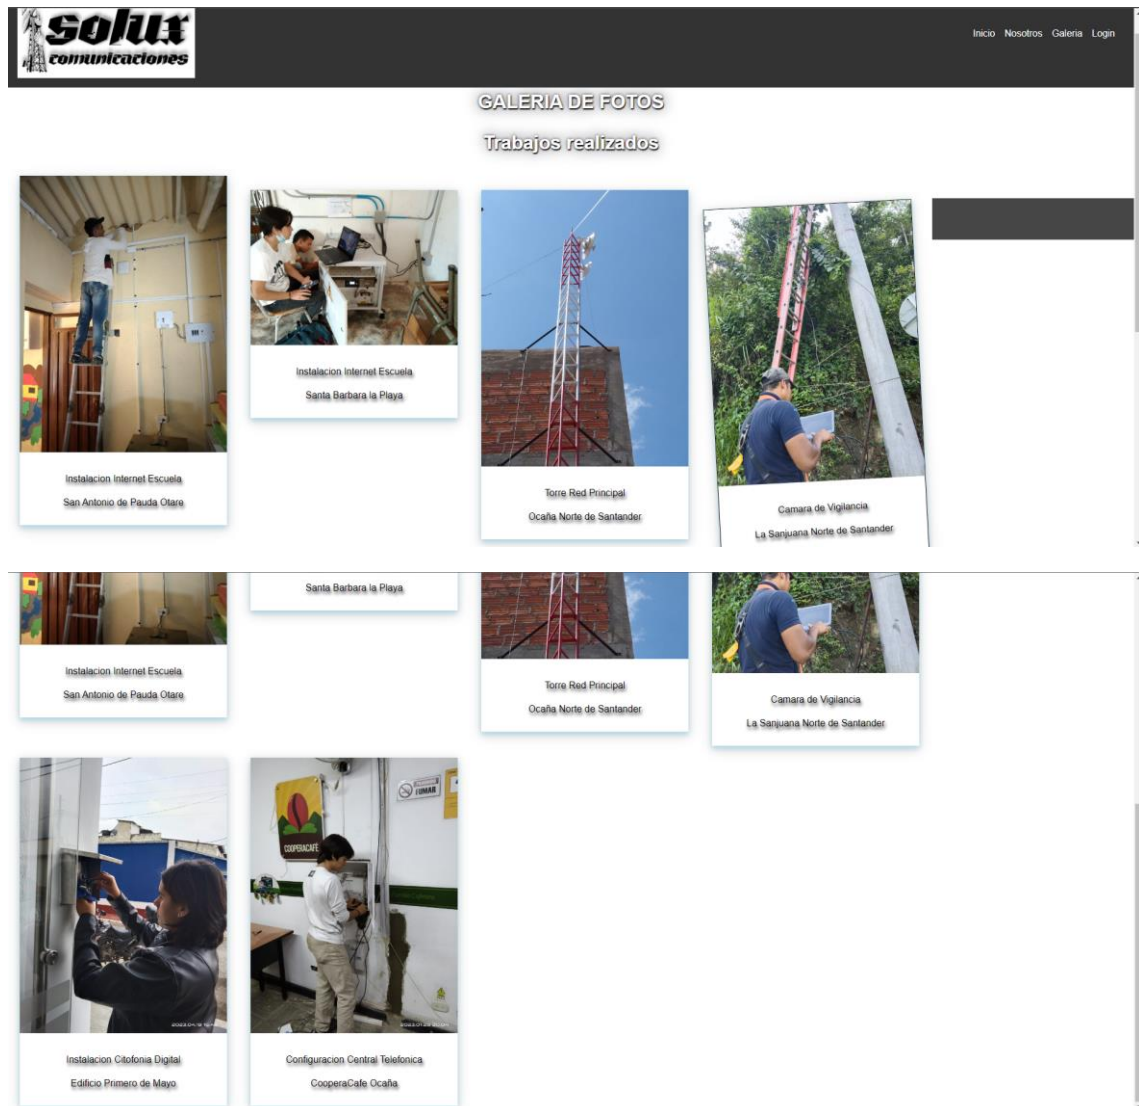 solux
comunicaciones
Inicio Nosotros Galeria Login
GALERIA DE FOTOS
Trabajos realizados
Instalacion Internet Escuela
San Antonio de Pauda Otare
Instalacion Internet Escuela
Santa Barbara la Playa
Torre Red Principal
Ocaña Norte de Santander
Camara de Vigilancia
La Sanjuana Norte de Santander
Santa Barbara la Playa
Instalacion Internet Escuela
San Antonio de Pauda Otare
Torre Red Principal
Ocaña Norte de Santander
Camara de Vigilancia
La Sanjuana Norte de Santander
COOPERACAFÉ
FUMAR
Instalacion Citofonia Digital
Edificio Primero de Mayo
Configuracion Central Telefonica
CooperaCafe Ocaña